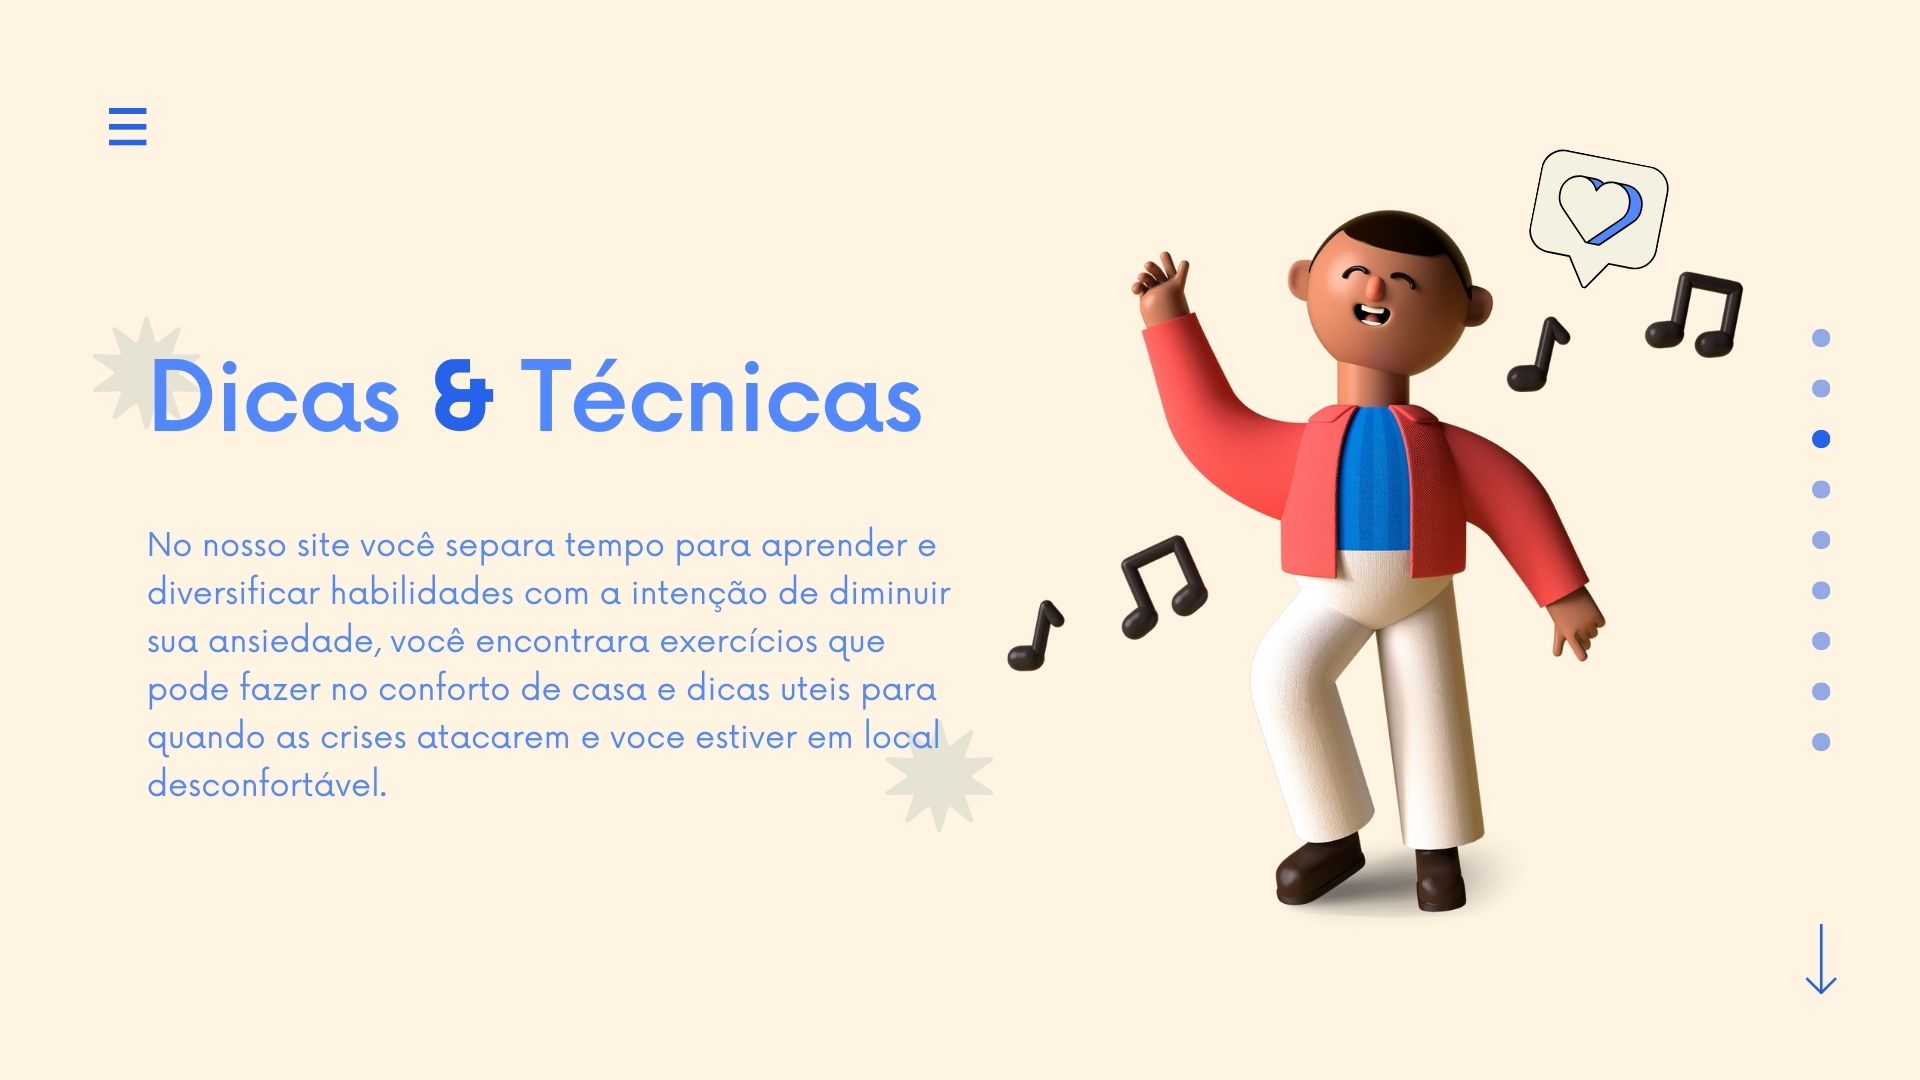 Dicas & Técnicas
No nosso site você separa tempo para aprender e
diversificar habilidades com a intenção de diminuir
sua ansiedade, você encontrara exercícios que
pode fazer no conforto de casa e dicas uteis para
quando as crises atacarem e voce estiver em local
desconfortável.